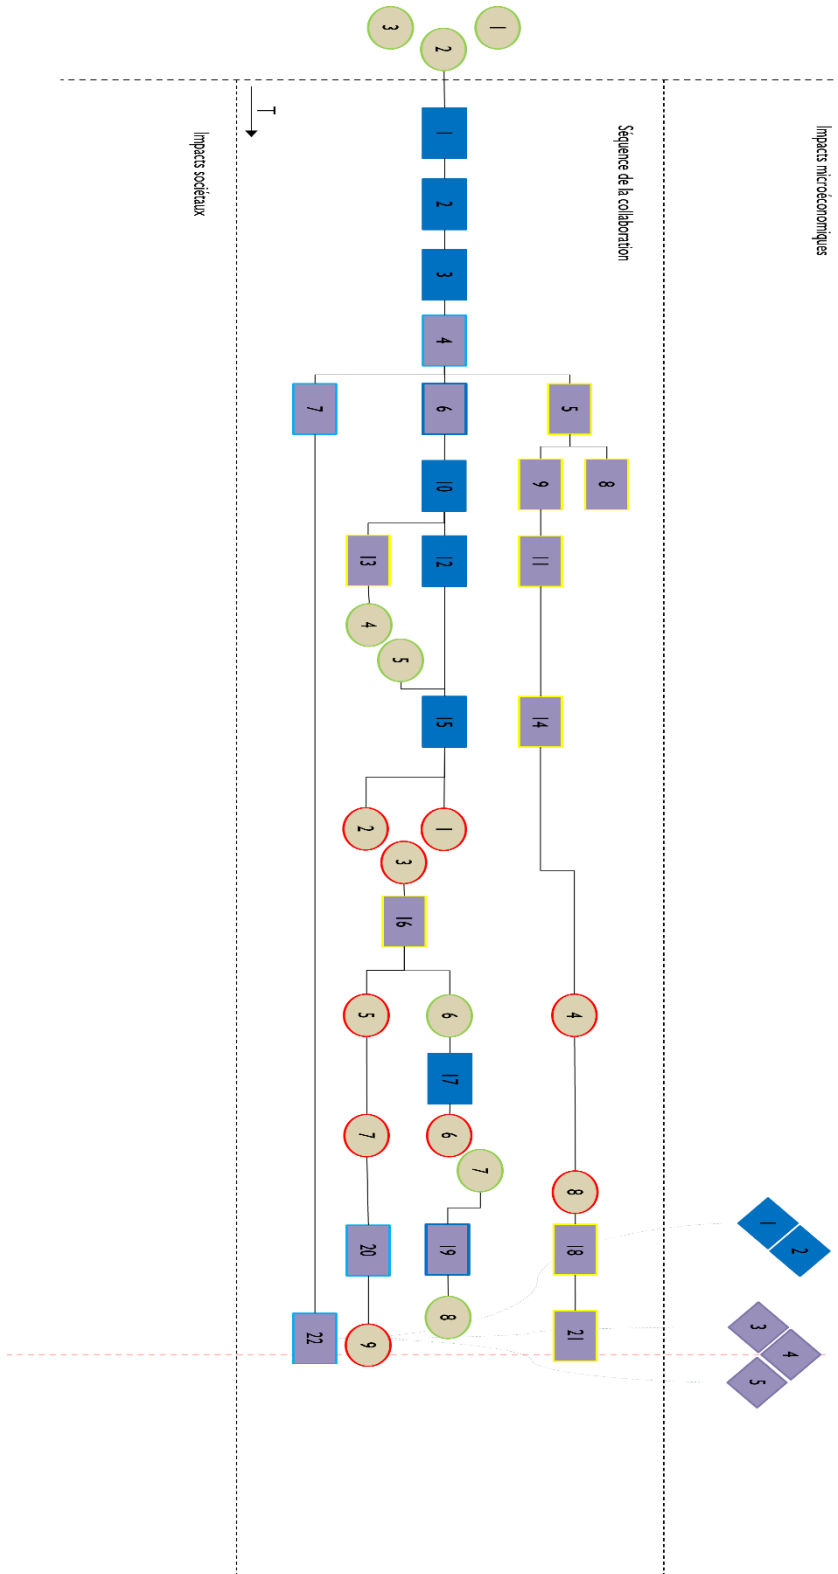 Impacts microéconomiques
1 2
3 4 5
Séquence de la collaboration
8
5 4 8 18 21
9 11 14
1
7
2 1 2 3 4 6 10 12 15 1 6 17 6 19 8
5 3 16
3
13 4 2 5 7 20 9
7 22
T
Impacts sociétaux